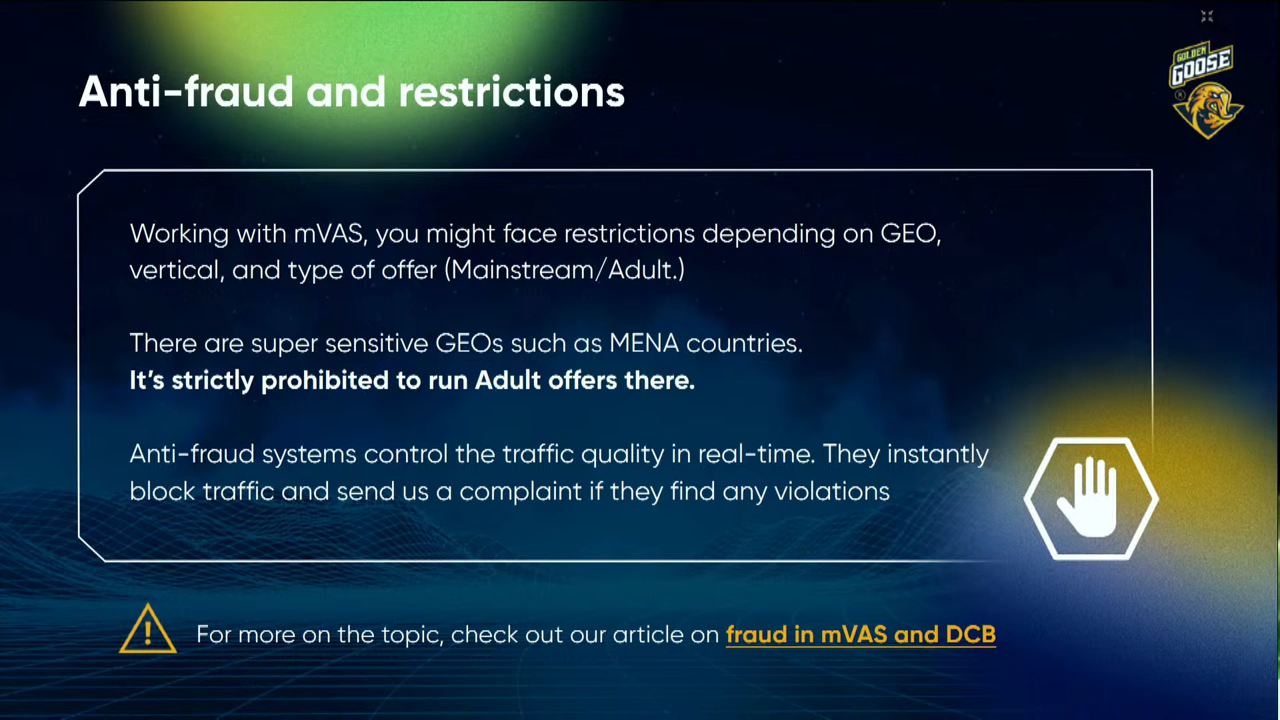 GOLDEN
GOOSE
®
Anti-fraud and restrictions
Working with mVAS, you might face restrictions depending on GEO,
vertical, and type of offer (Mainstream/Adult.)
There are super sensitive GEOs such as MENA countries.
It's strictly prohibited to run Adult offers there.
Anti-fraud systems control the traffic quality in real-time. They instantly
block traffic and send us a complaint if they find any violations
For more on the topic, check out our article on fraud in mVAS and DCB